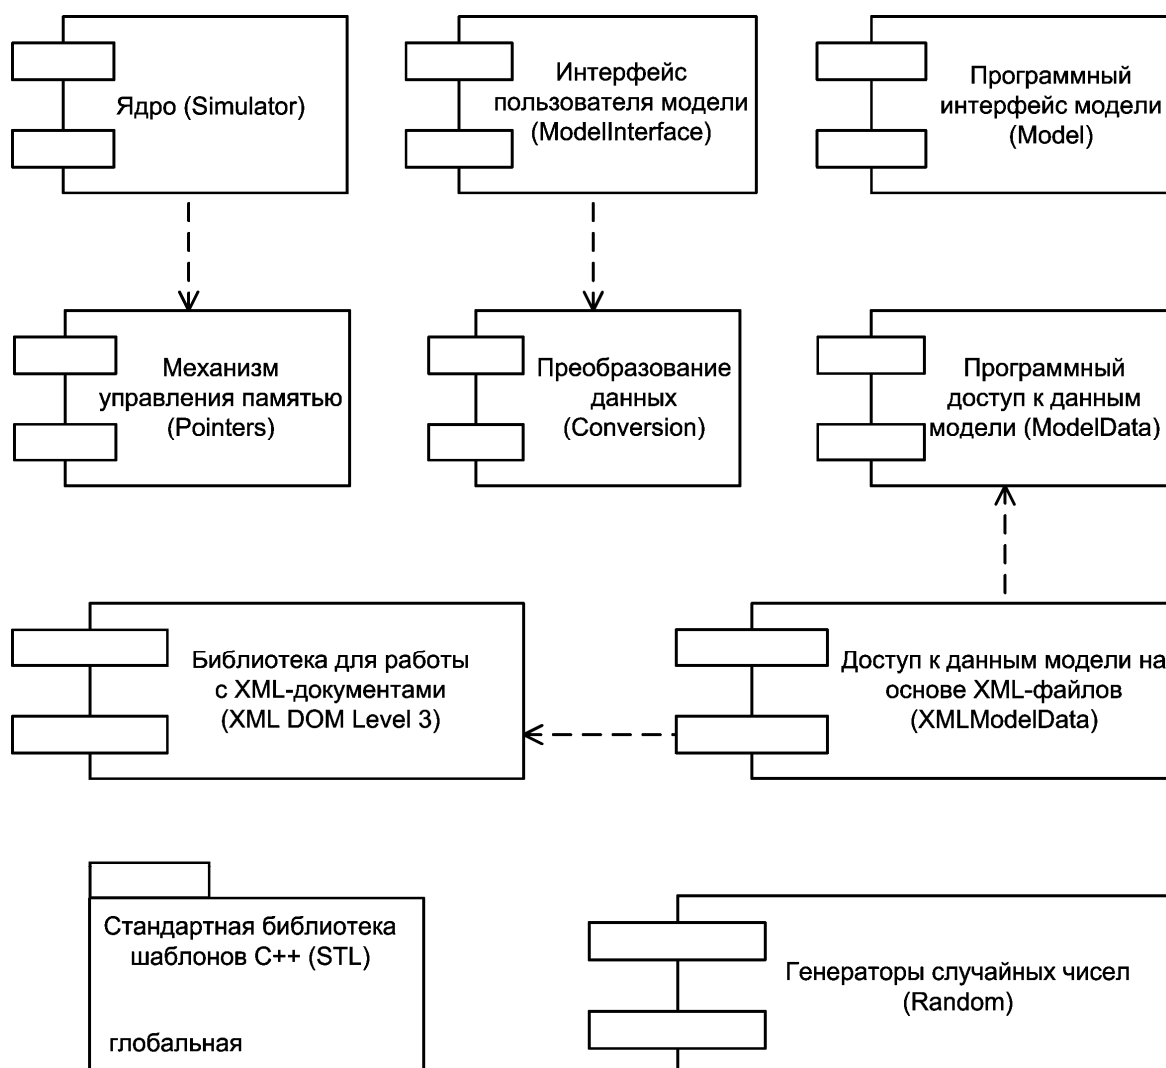 Ядро (Simulator)
Интерфейс
пользователя модели
(ModelInterface)
Программный
интерфейс модели
(Model)
Механизм
управления памятью
(Pointers)
Преобразование
данных
(Conversion)
Программный
доступ к данным
модели (ModelData)
Библиотека для работы
с XML-документами
(XML DOM Level 3)
Доступ к данным модели на
основе XML-файлов
(XMLModelData)
Стандартная библиотека
шаблонов C++ (STL)
глобальная
Генераторы случайных чисел
(Random)